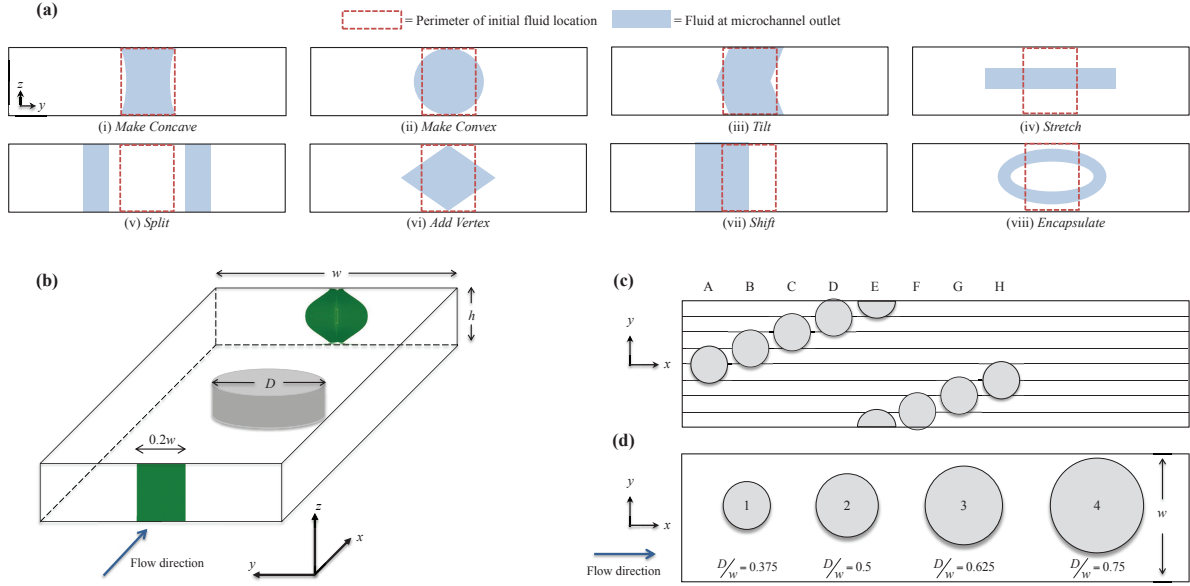 (a)
= Perimeter of initial fluid location
= Fluid at microchannel outlet
z
y
(i) Make Concave
(ii) Make Convex
(iii) Tilt
(iv) Stretch
(v) Split
(vi) Add Vertex
(vii) Shift
(viii) Encapsulate
(b)
w
h
D
0.2w
Flow direction
z
x
y
(c)
A B C D E F G H
y
x
(d)
1 2 3 4
y
x
w
Flow direction
D/w = 0.375
D/w = 0.5
D/w = 0.625
D/w = 0.75